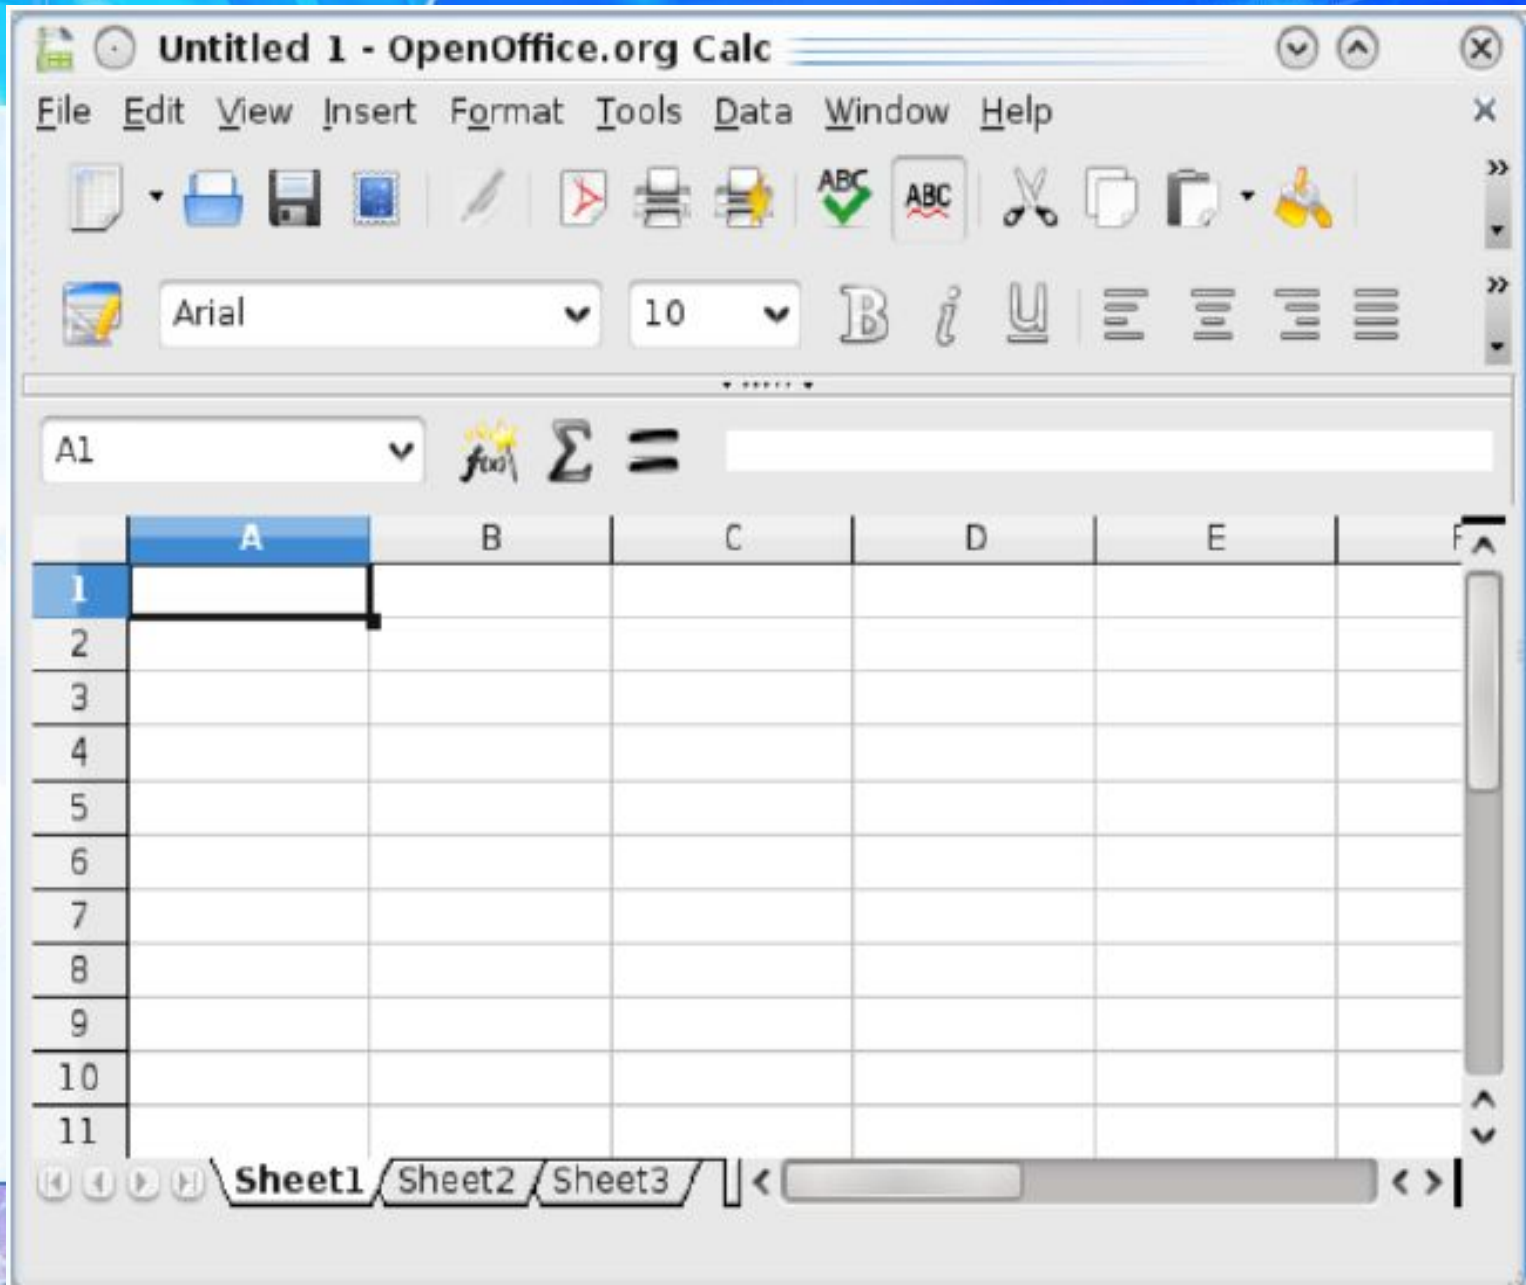 Untitled 1 - OpenOffice.org Calc
File Edit View Insert Format Tools Data Window Help
ABC ABC
Arial 10
A1 f(x) Σ =
A B C D E F
1
2
3
4
5
6
7
8
9
10
11
Sheet1 Sheet2 Sheet3